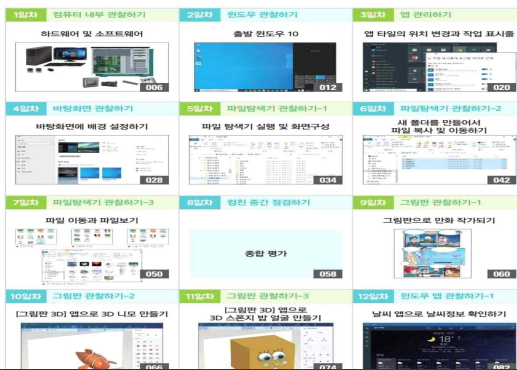 1일차 컴퓨터 내부 관찰하기
하드웨어 및 소프트웨어
006
2일차 윈도우 관찰하기
출발 윈도우 10
012
3일차 앱 관리하기
앱 타일의 위치 변경과 작업 표시줄
020
4일차 바탕화면 관찰하기
바탕화면에 배경 설정하기
028
5일차 파일탐색기 관찰하기-1
파일 탐색기 실행 및 화면구성
034
6일차 파일탐색기 관찰하기-2
새 폴더를 만들어서
파일 복사 및 이동하기
042
7일차 파일탐색기 관찰하기-3
파일 이동과 파일보기
050
8일차 컴친 중간 점검하기
종합 평가
058
9일차 그림판 관찰하기-1
그림판으로 만화 작가되기
060
10일차 그림판 관찰하기-2
[그림판 3D] 앱으로 3D 니모 만들기
066
11일차 그림판 관찰하기-3
[그림판 3D] 앱으로
3D 스폰지 밥 얼굴 만들기
074
12일차 윈도우 앱 관찰하기-1
날씨 앱으로 날씨정보 확인하기
18°
082